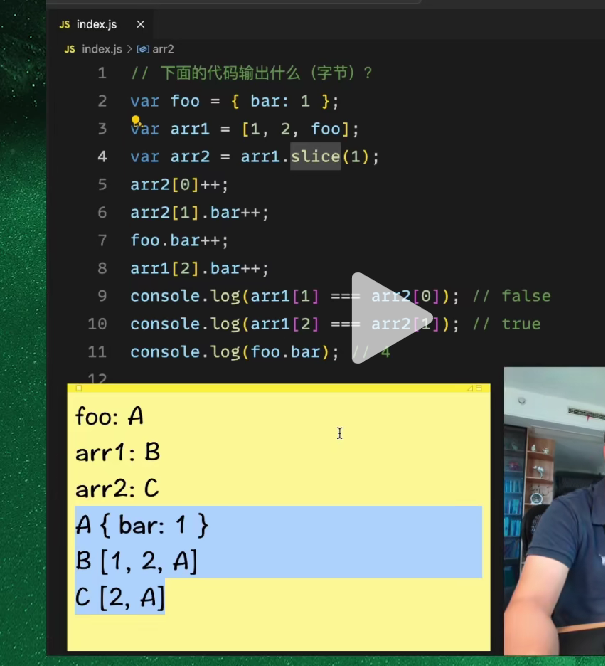 JS index.js ×
JS index.js > arr2
1 // 下面的代码输出什么（字节）?
2 var foo = { bar: 1 };
3 var arr1 = [1, 2, foo];
4 var arr2 = arr1.slice(1);
5 arr2[0]++;
6 arr2[1].bar++;
7 foo.bar++;
8 arr1[2].bar++;
9 console.log(arr1[1] === arr2[0]); // false
10 console.log(arr1[2] === arr2[1]); // true
11 console.log(foo.bar); // 4
12
foo: A
arr1: B
arr2: C
A { bar: 1 }
B [1, 2, A]
C [2, A]